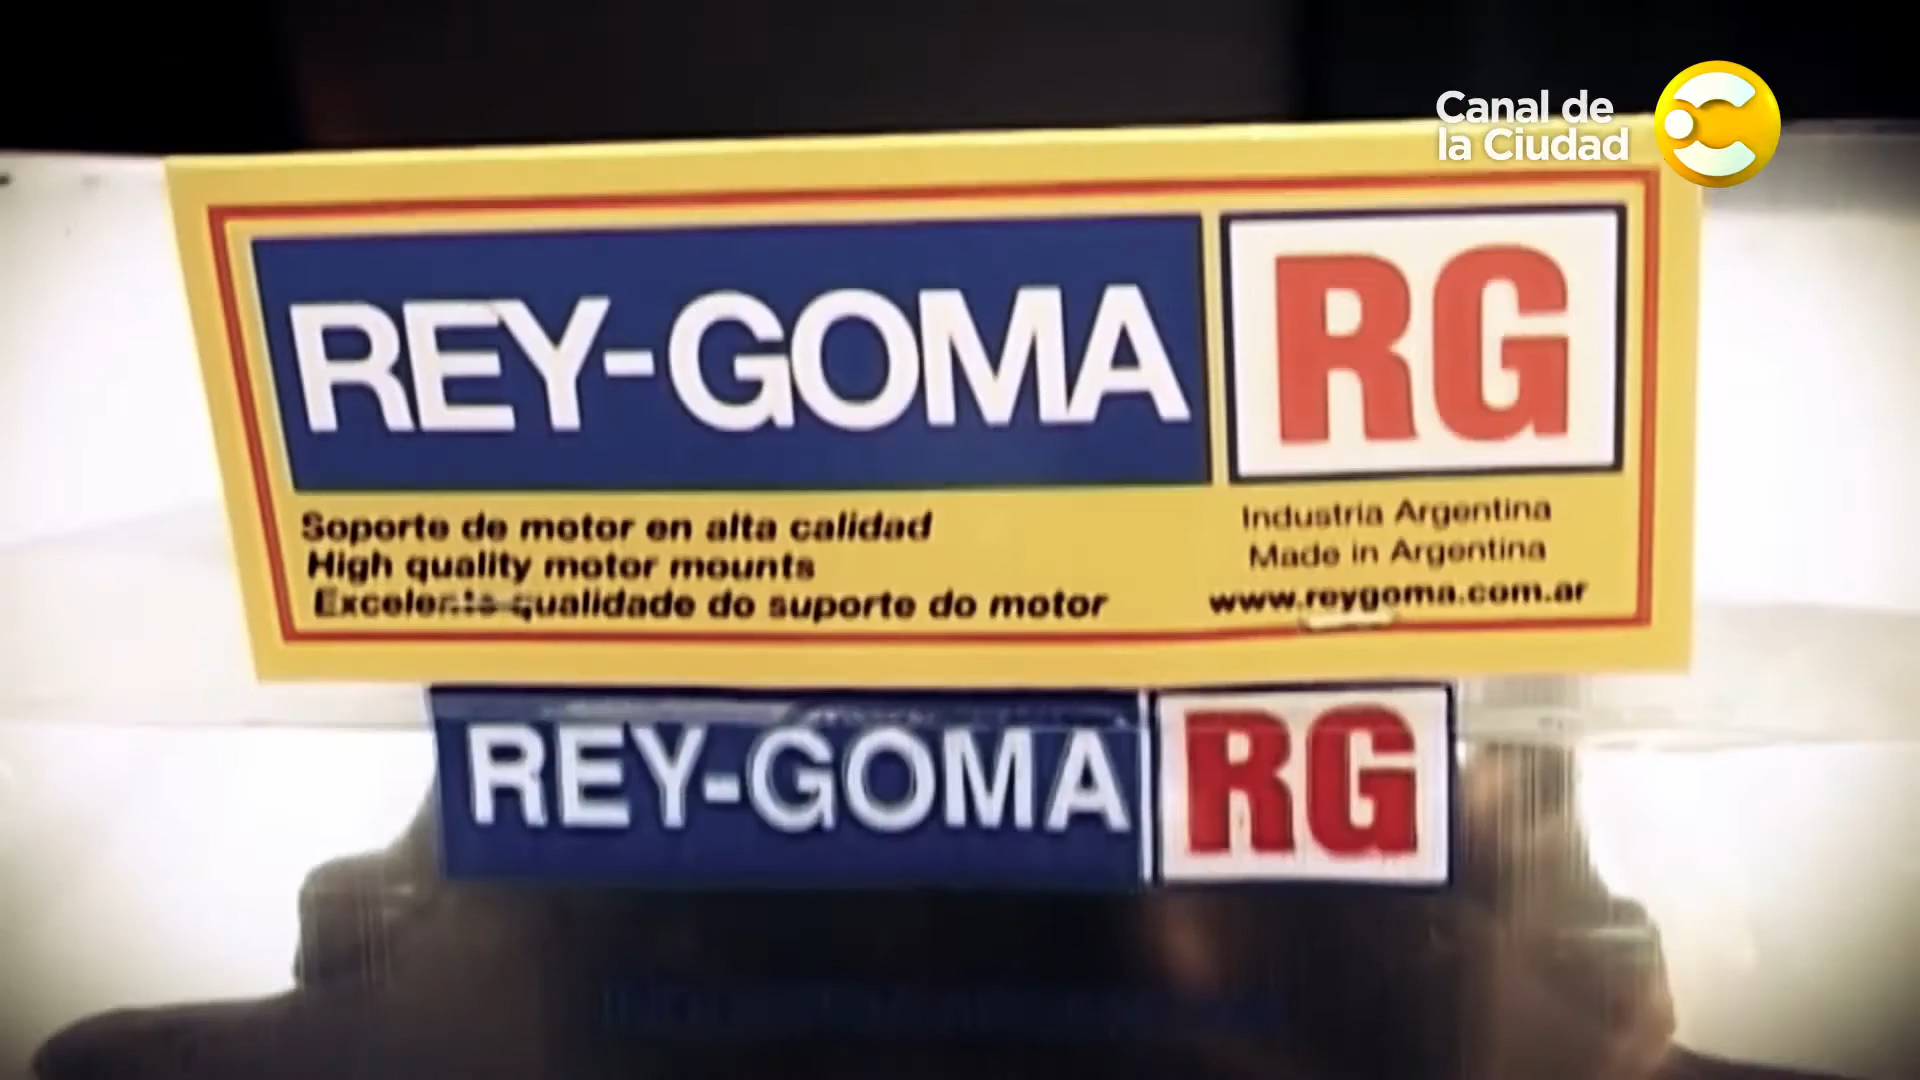 Canal de
la Ciudad
REY-GOMA RG
Soporte de motor en alta calidad
High quality motor mounts
Excelente qualidade do suporte do motor
Industria Argentina
Made in Argentina
www.reygoma.com.ar
REY-GOMA RG